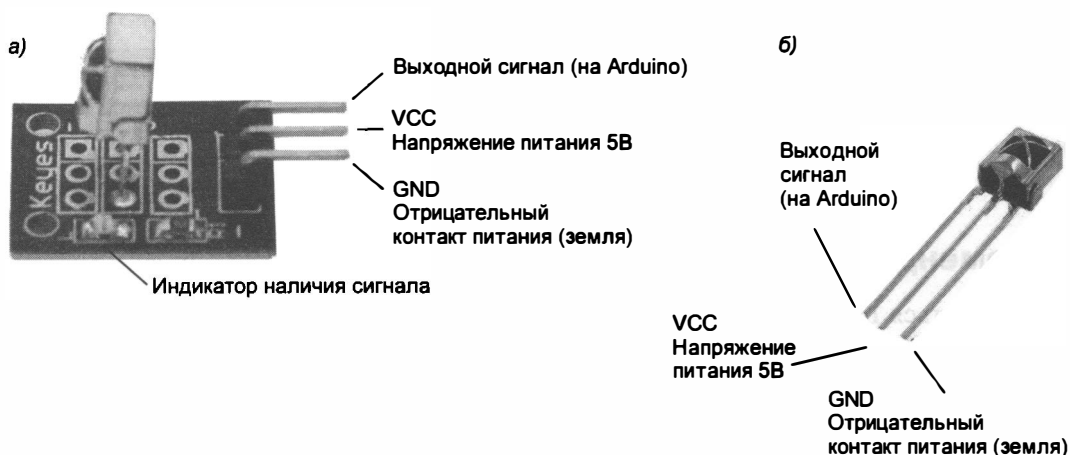 а)
Выходной сигнал (на Arduino)
VCC
Напряжение питания 5В
GND
Отрицательный
контакт питания (земля)
Keyes
Индикатор наличия сигнала
б)
Выходной
сигнал
(на Arduino)
VCC
Напряжение
питания 5В
GND
Отрицательный
контакт питания (земля)